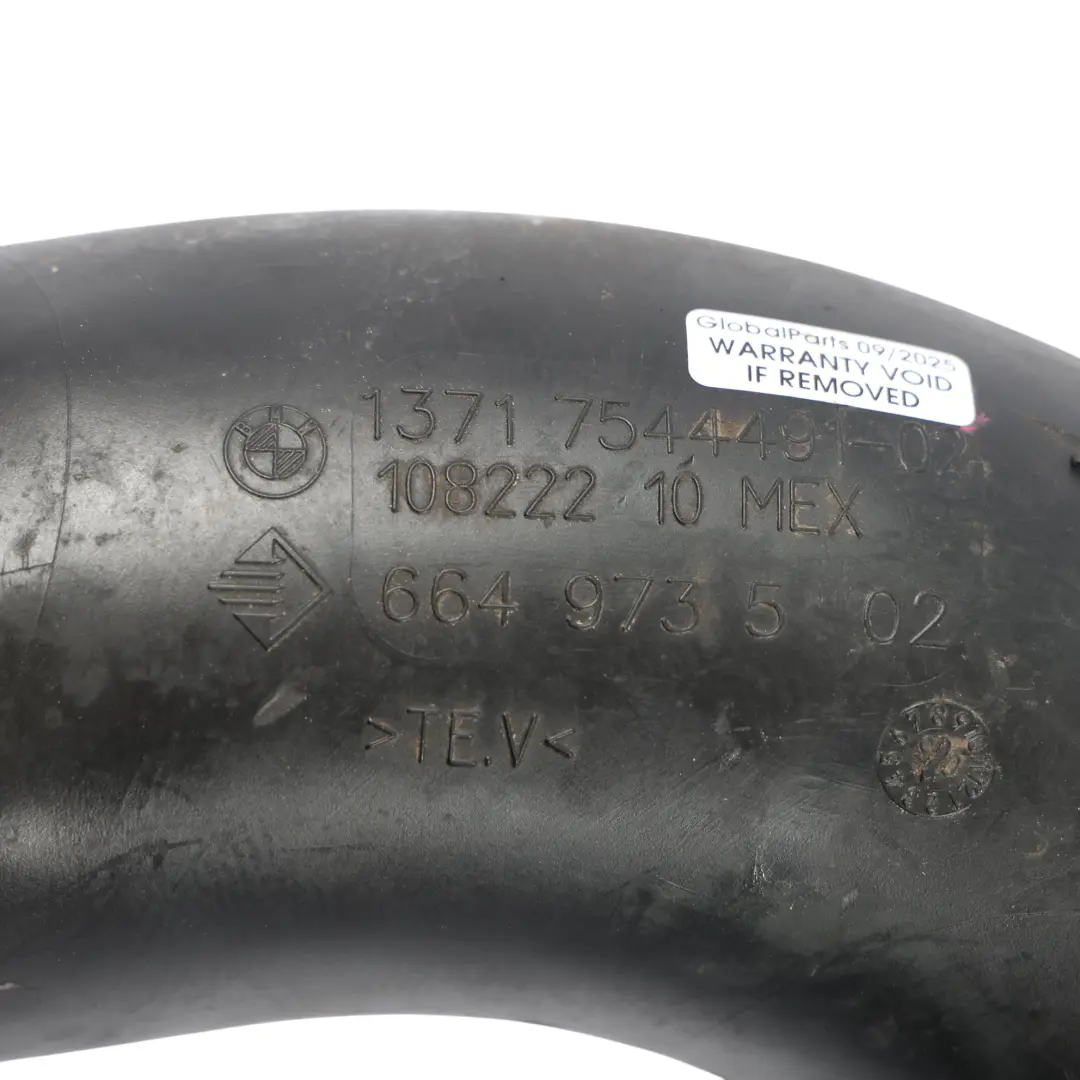 GlobalParts 09/2025
WARRANTY VOID
IF REMOVED
1371 7544491-02
108222 10 MEX
664 973 5 02
>TE.V<